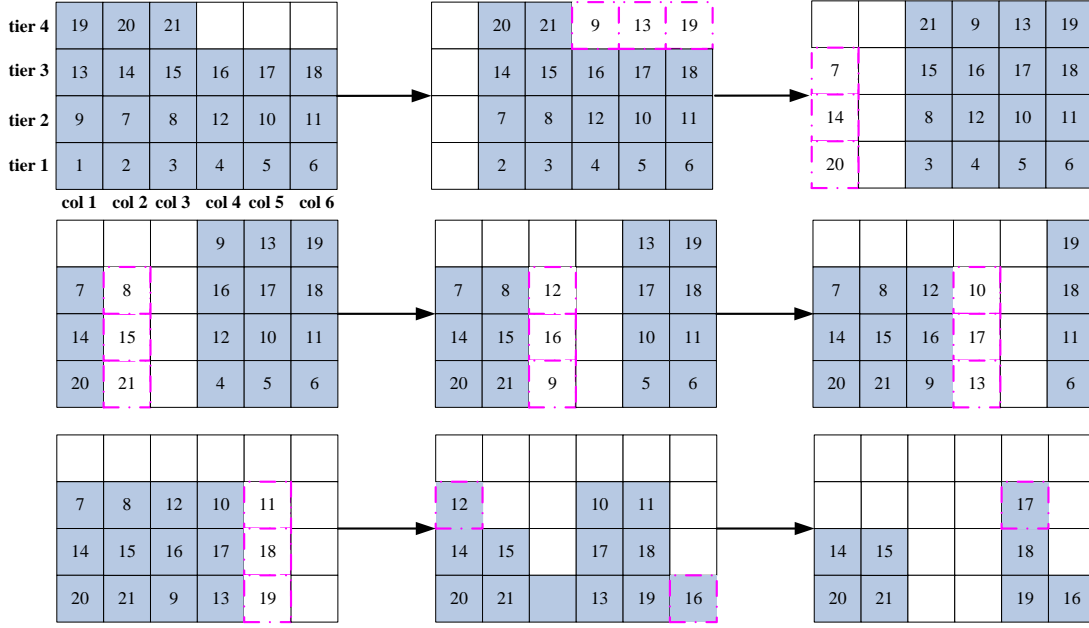 tier 4 19 20 21 20 21 9 13 19 21 9 13 19
tier 3 13 14 15 16 17 18 14 15 16 17 18 7 15 16 17 18
tier 2 9 7 8 12 10 11 7 8 12 10 11 14 8 12 10 11
tier 1 1 2 3 4 5 6 2 3 4 5 6 20 3 4 5 6
col 1 col 2 col 3 col 4 col 5 col 6
9 13 19 13 19 19
7 8 16 17 18 7 8 12 17 18 7 8 12 10 18
14 15 12 10 11 14 15 16 10 11 14 15 16 17 11
20 21 4 5 6 20 21 9 5 6 20 21 9 13 6
7 8 12 10 11 12 10 11 17
14 15 16 17 18 14 15 17 18 14 15 18
20 21 9 13 19 20 21 13 19 16 20 21 19 16